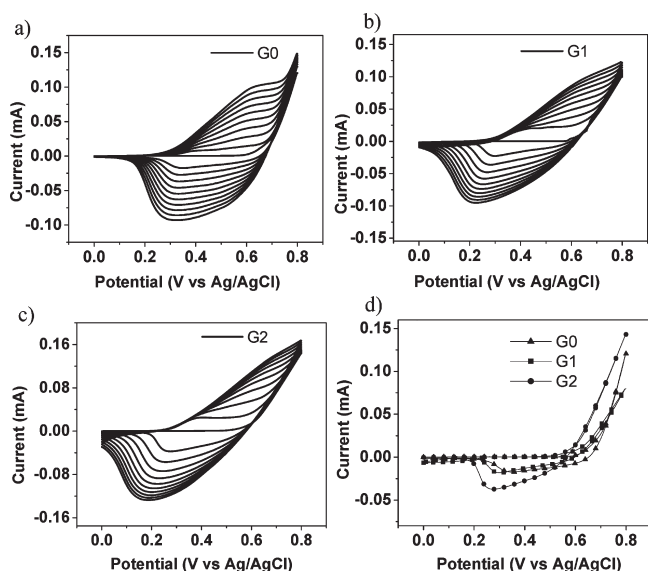 a)
G0
0.15
0.10
0.05
0.00
-0.05
-0.10
Current (mA)
0.0 0.2 0.4 0.6 0.8
Potential (V vs Ag/AgCl)
b)
G1
0.15
0.10
0.05
0.00
-0.05
-0.10
-0.15
Current (mA)
0.0 0.2 0.4 0.6 0.8
Potential (V vs Ag/AgCl)
c)
G2
0.16
0.08
0.00
-0.08
-0.16
Current (mA)
0.0 0.2 0.4 0.6 0.8
Potential (V vs Ag/AgCl)
d)
G0
G1
G2
0.15
0.10
0.05
0.00
-0.05
Current (mA)
0.0 0.2 0.4 0.6 0.8
Potential (V vs Ag/AgCl)